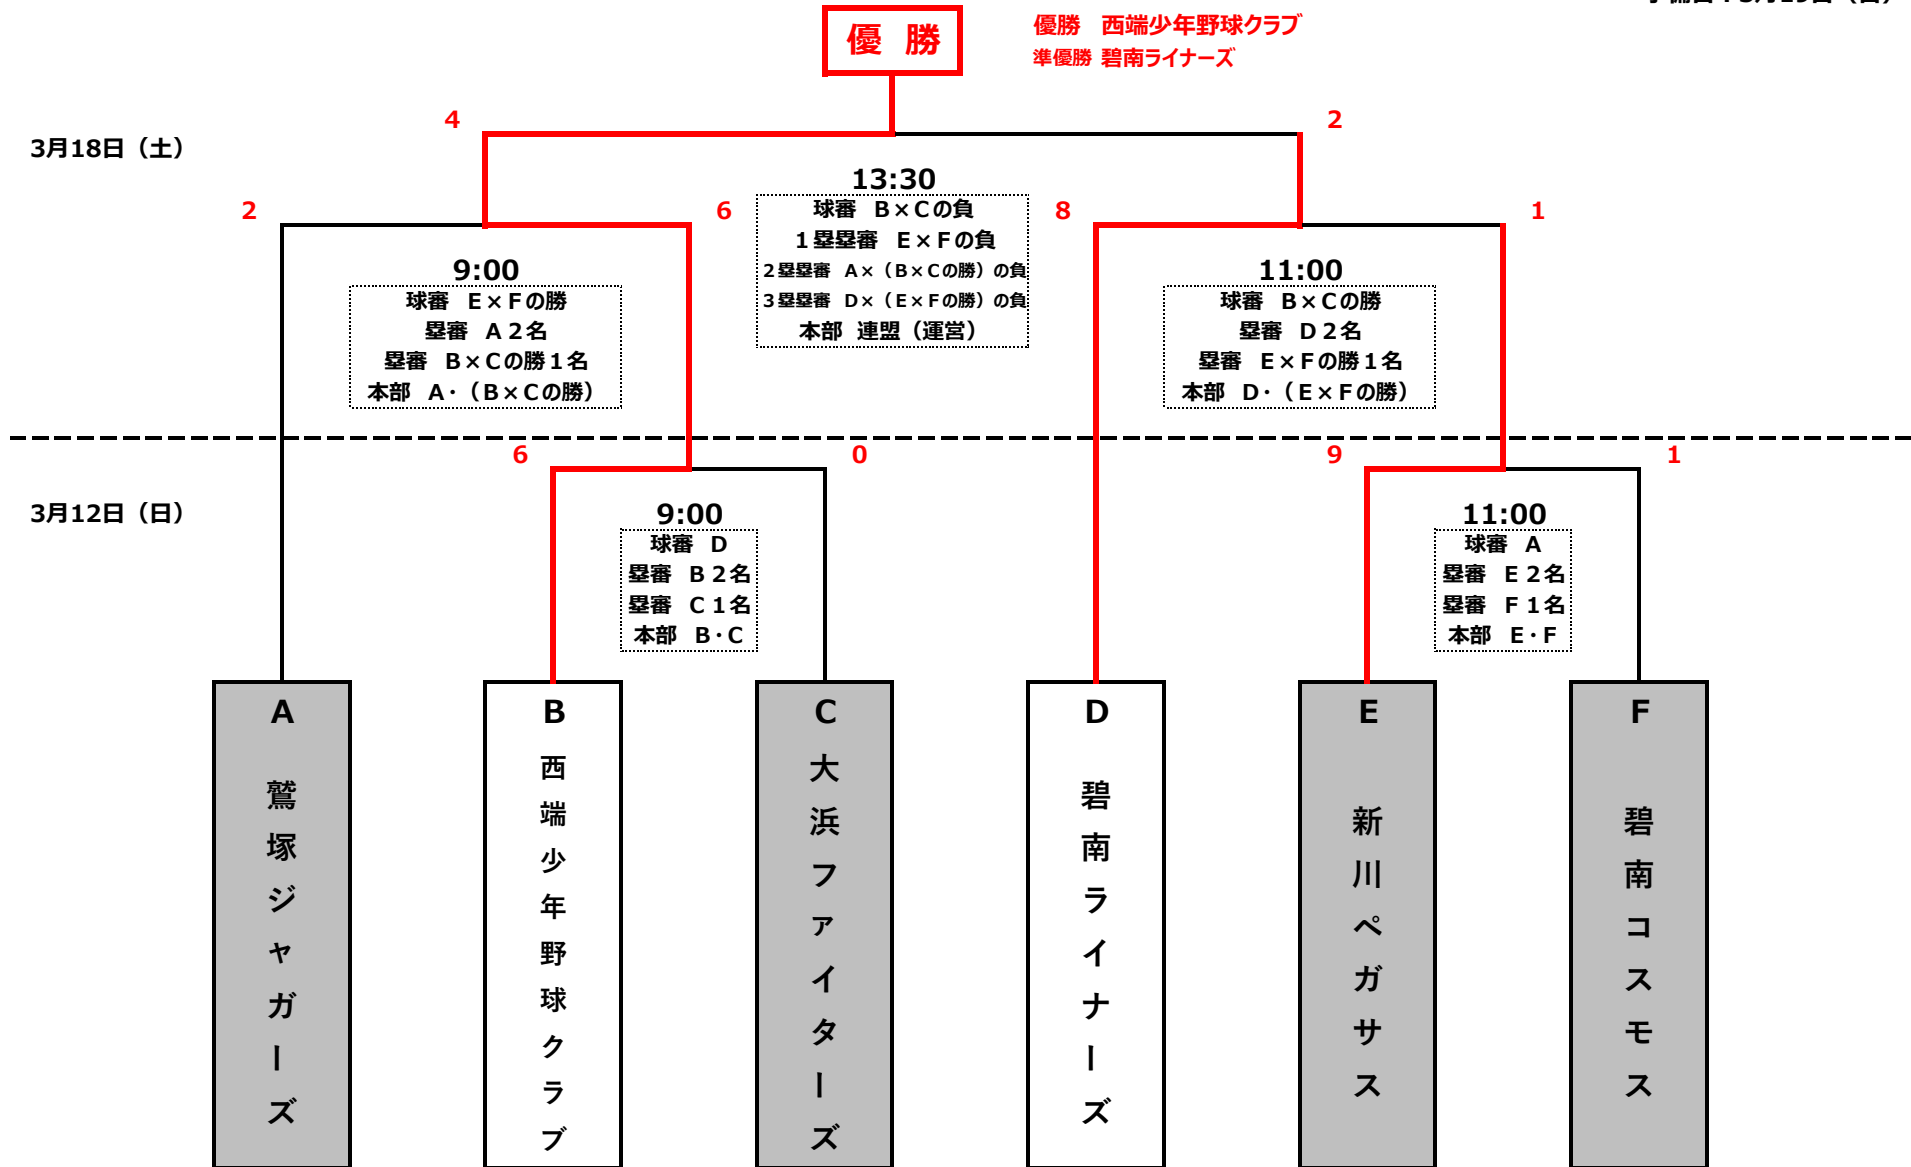 優勝
優勝 西端少年野球クラブ
準優勝 碧南ライナーズ
4
2
3月18日（土）
13:30
球審 B×Cの負
1塁塁審 E×Fの負
2塁塁審 A×（B×Cの勝）の負
3塁塁審 D×（E×Fの勝）の負
本部 連盟（運営）
2
6
8
1
9:00
球審 E×Fの勝
塁審 A2名
塁審 B×Cの勝1名
本部 A・（B×Cの勝）
11:00
球審 B×Cの勝
塁審 D2名
塁審 E×Fの勝1名
本部 D・（E×Fの勝）
6
0
9
1
3月12日（日）
9:00
球審 D
塁審 B2名
塁審 C1名
本部 B・C
11:00
球審 A
塁審 E2名
塁審 F1名
本部 E・F
A
鷲塚ジャガーズ
B
西端少年野球クラブ
C
大浜ファイターズ
D
碧南ライナーズ
E
新川ペガサス
F
碧南コスモス